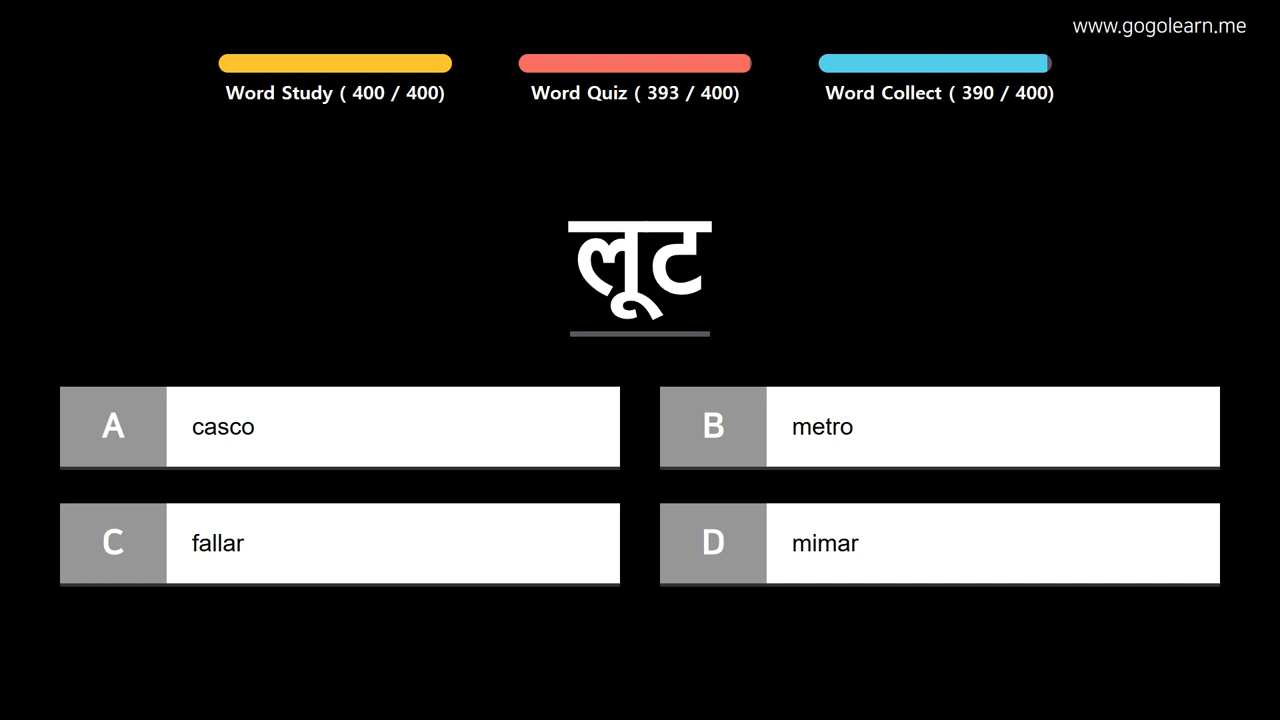 www.gogolearn.me
Word Study ( 400 / 400)
Word Quiz ( 393 / 400)
Word Collect ( 390 / 400)
लूट
A casco
B metro
C fallar
D mimar